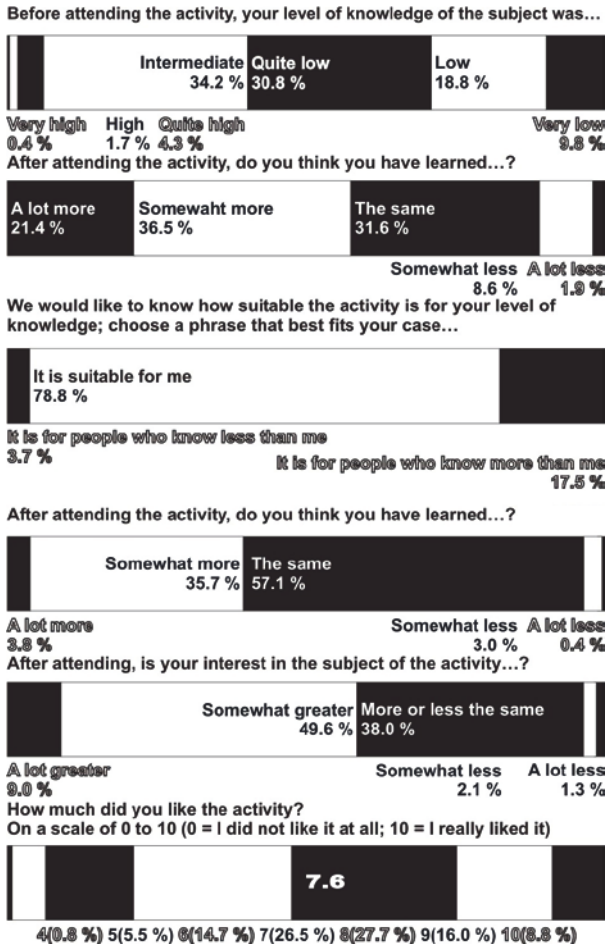 Before attending the activity, your level of knowledge of the subject was...
Intermediate Quite low Low
34.2 % 30.8 % 18.8 %
Very high High Quite high Very low
0.4 % 1.7 % 4.3 % 9.8 %
After attending the activity, do you think you have learned...?
A lot more Somewaht more The same
21.4 % 36.5 % 31.6 %
Somewhat less A lot less
8.6 % 1.9 %
We would like to know how suitable the activity is for your level of
knowledge; choose a phrase that best fits your case...
It is suitable for me
78.8 %
It is for people who know less than me
3.7 %
It is for people who know more than me
17.5 %
After attending the activity, do you think you have learned...?
Somewhat more The same
35.7 % 57.1 %
A lot more Somewhat less A lot less
3.8 % 3.0 % 0.4 %
After attending, is your interest in the subject of the activity...?
Somewhat greater More or less the same
49.6 % 38.0 %
A lot greater Somewhat less A lot less
9.0 % 2.1 % 1.3 %
How much did you like the activity?
On a scale of 0 to 10 (0 = I did not like it at all; 10 = I really liked it)
7.6
4(0.8 %) 5(5.5 %) 6(14.7 %) 7(26.5 %) 8(27.7 %) 9(16.0 %) 10(8.8 %)